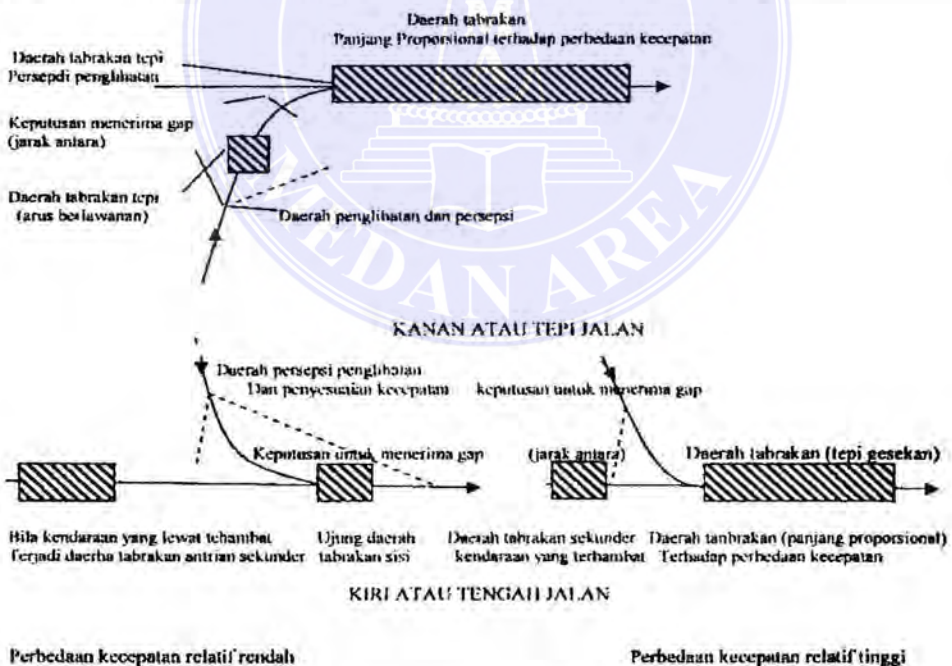 Daerah tabrakan
Panjang Proporsional terhadap perbedaan kecepatan
Daerah tabrakan tepi
Persepdi penglihatan
Keputusan menerima gap
(jarak antara)
Daerah tabrakan tepi
(arus berlawanan)
Daerah penglihatan dan persepsi
MEDAN AREA
KANAN ATAU TEPI JALAN
Daerah persepsi penglihatan
Dan penyesuaian kecepatan
keputusan untuk menerima gap
Keputusan untuk menerima gap
(jarak antara)
Daerah tabrakan (tepi gesekan)
Bila kendaraan yang lewat tehambat
Terjadi daerha tabrakan antrian sekunder
Ujung daerah
tabrakan sisi
Daerah tabrakan sekunder
kendaraan yang terhambat
Daerah tanbrakan (panjang proporsional)
Terhadap perbedaan kecepatan
KIRI ATAU TENGAH JALAN
Perbedaan kecepatan relatif rendah
Perbedaan kecepatan relatif tinggi